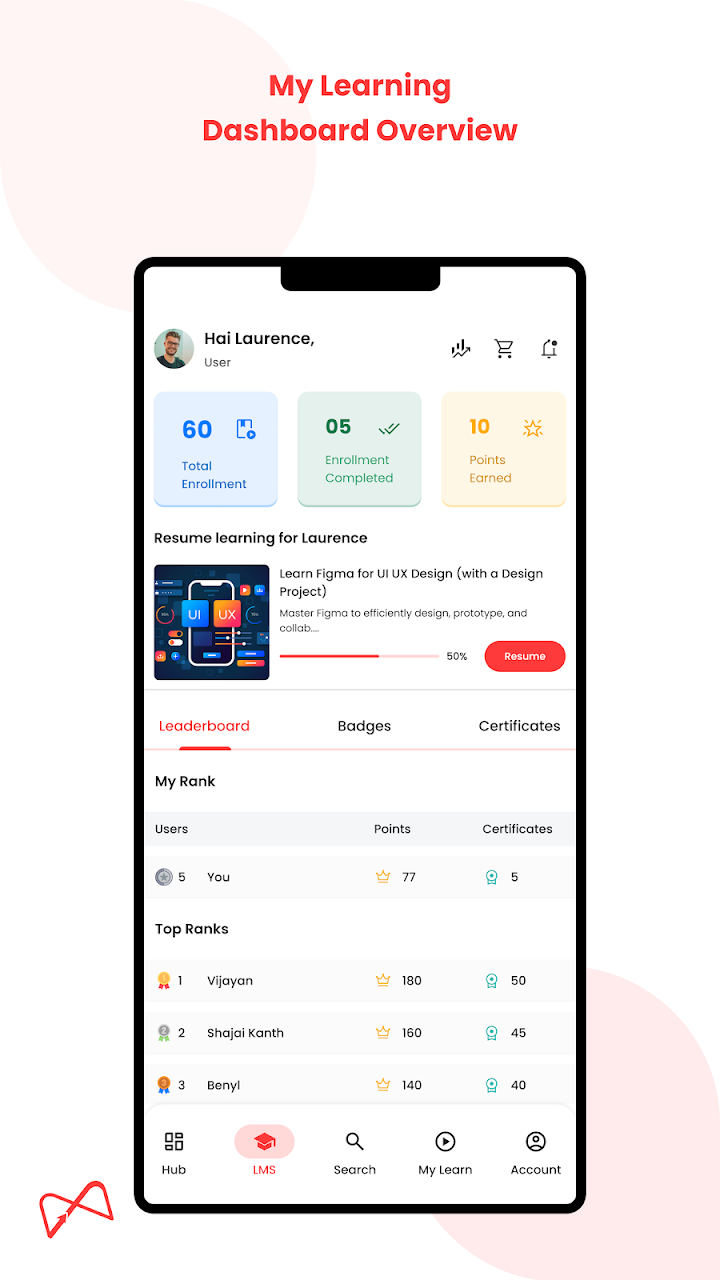 My Learning
Dashboard Overview
Hai Laurence,
User
60
Total
Enrollment
05
Enrollment
Completed
10
Points
Earned
Resume learning for Laurence
UI UX
Learn Figma for UI UX Design (with a Design
Project)
Master Figma to efficiently design, prototype, and
collab....
50%
Resume
Leaderboard Badges Certificates
My Rank
Users Points Certificates
5 You 77 5
Top Ranks
1 Vijayan 180 50
2 Shajai Kanth 160 45
3 Benyl 140 40
Hub LMS Search My Learn Account